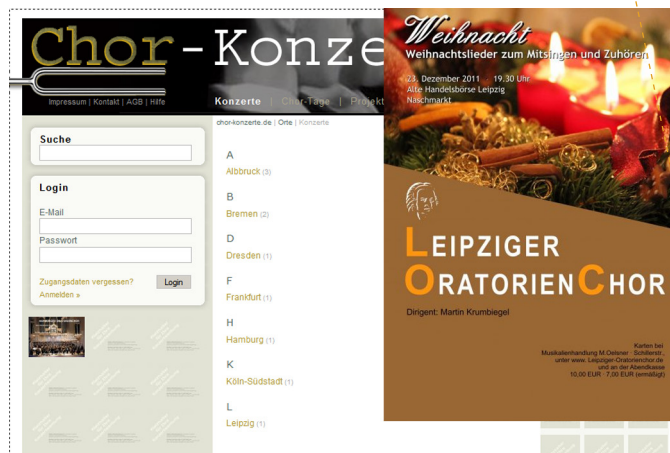 Chor-Konze
Impressum | Kontakt | AGB | Hilfe
Konzerte | Chor-Tage | Projekt
chor-konzerte.de | Orte | Konzerte
Suche
Login
E-Mail
Passwort
Zugangsdaten vergessen?
Login
Anmelden »
A
Albbruck (3)
B
Bremen (2)
D
Dresden (1)
F
Frankfurt (1)
H
Hamburg (1)
K
Köln-Südstadt (1)
L
Leipzig (1)
Weihnacht
Weihnachtslieder zum Mitsingen und Zuhören
23. Dezember 2011 19.30 Uhr
Alte Handelsbörse Leipzig
Naschmarkt
LEIPZIGER
ORATORIENCHOR
Dirigent: Martin Krumbiegel
Karten bei
Musikalienhandlung M.Oelsner · Schillerstr.,
unter www. Leipziger-Oratorienchor.de
und an der Abendkasse
10,00 EUR · 7,00 EUR (ermäßigt)